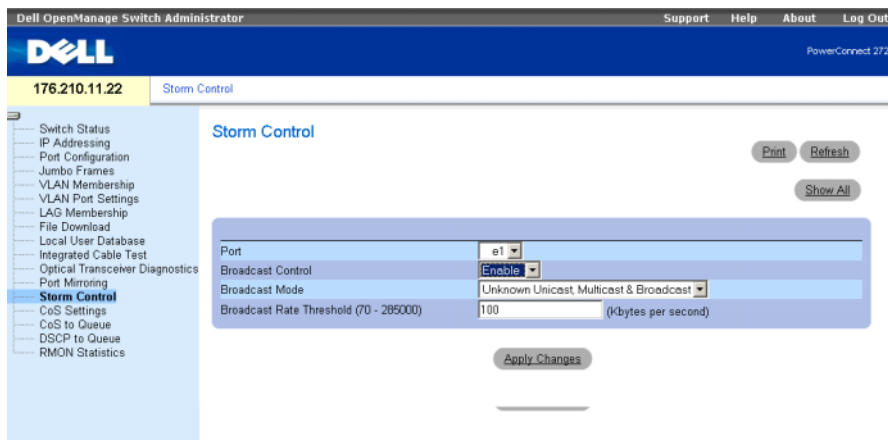 Dell OpenManage Switch Administrator
Support Help About Log Out
DELL
PowerConnect 272
176.210.11.22
Storm Control
Switch Status
IP Addressing
Port Configuration
Jumbo Frames
VLAN Membership
VLAN Port Settings
LAG Membership
File Download
Local User Database
Integrated Cable Test
Optical Transceiver Diagnostics
Port Mirroring
Storm Control
CoS Settings
CoS to Queue
DSCP to Queue
RMON Statistics
Storm Control
Print Refresh
Show All
Port e1
Broadcast Control Enable
Broadcast Mode Unknown Unicast, Multicast & Broadcast
Broadcast Rate Threshold (70 - 285000) 100 (Kbytes per second)
Apply Changes